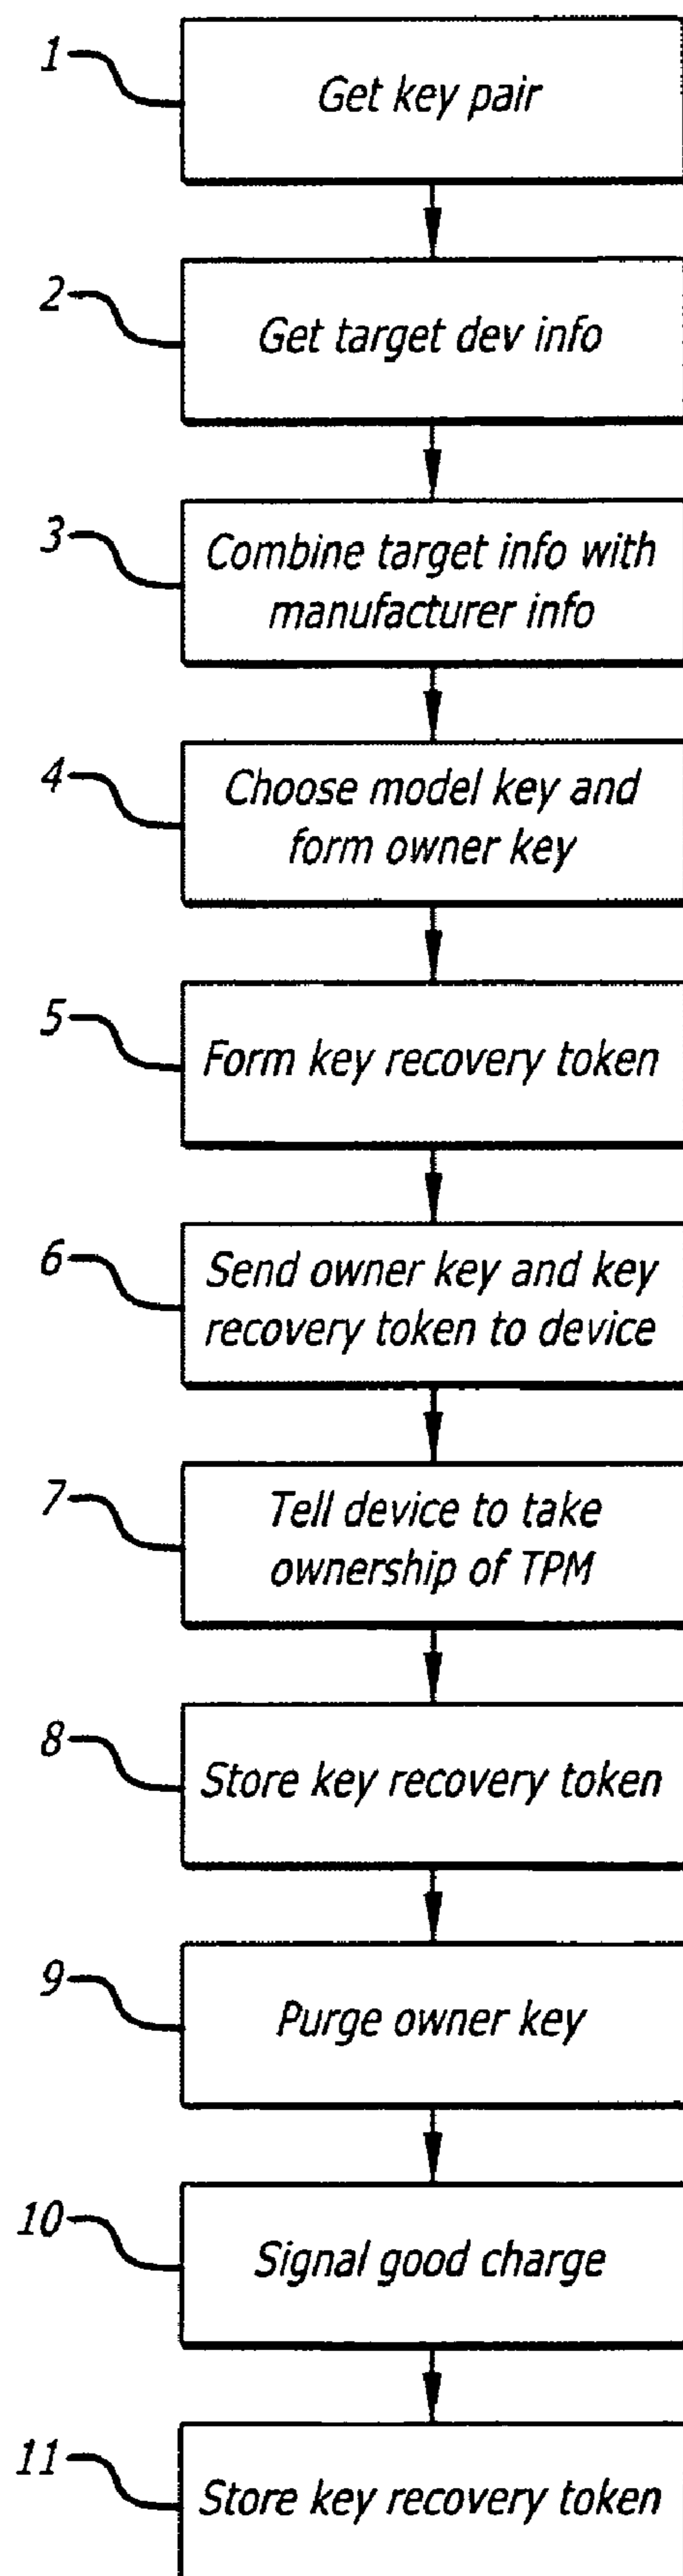 1
Get key pair
2
Get target dev info
3
Combine target info with
manufacturer info
4
Choose model key and
form owner key
5
Form key recovery token
6
Send owner key and key
recovery token to device
7
Tell device to take
ownership of TPM
8
Store key recovery token
9
Purge owner key
10
Signal good charge
11
Store key recovery token